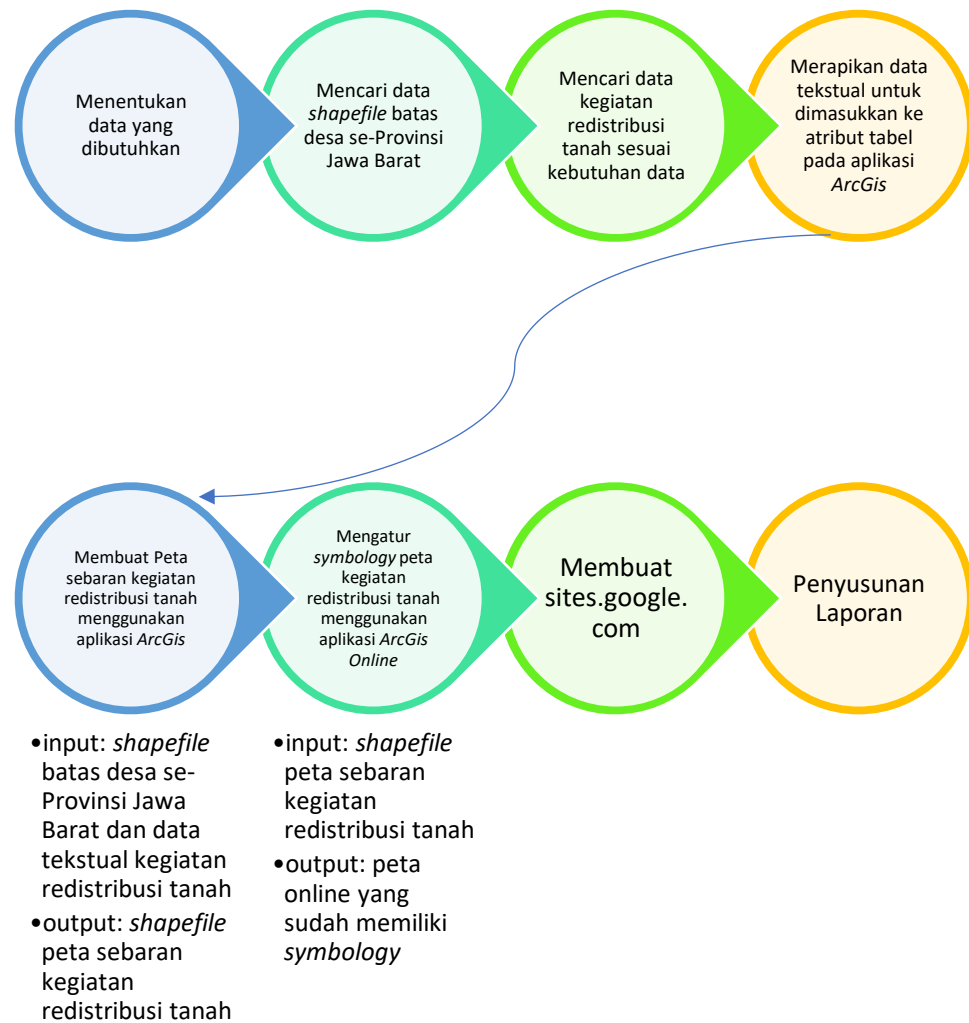 Menentukan
data yang
dibutuhkan
Mencari data
shapefile batas
desa se-Provinsi
Jawa Barat
Mencari data
kegiatan
redistribusi
tanah sesuai
kebutuhan data
Merapikan data
tekstual untuk
dimasukkan ke
atribut tabel
pada aplikasi
ArcGis
Membuat Peta
sebaran kegiatan
redistribusi tanah
menggunakan
aplikasi ArcGis
Mengatur
symbology peta
kegiatan
redistribusi tanah
menggunakan
aplikasi ArcGis
Online
Membuat
sites.google.
com
Penyusunan
Laporan
•input: shapefile
batas desa se-
Provinsi Jawa
Barat dan data
tekstual kegiatan
redistribusi tanah
•output: shapefile
peta sebaran
kegiatan
redistribusi tanah
•input: shapefile
peta sebaran
kegiatan
redistribusi tanah
•output: peta
online yang
sudah memiliki
symbology